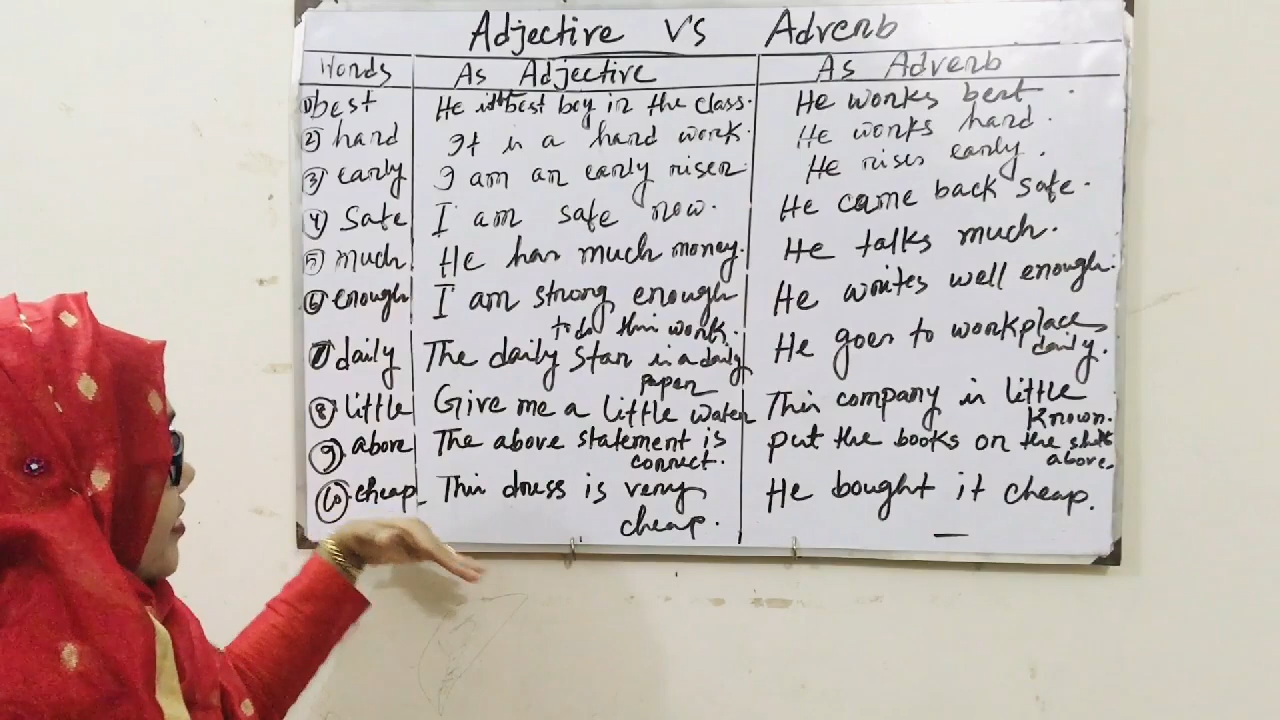 Adjective VS Adverb
Words As Adjective As Adverb
① best He is the best boy in the class. He works best.
② hard It is a hard work. He works hard.
③ early I am an early riser. He rises early.
④ Safe I am safe now. He came back safe.
⑤ much He has much money. He talks much.
⑥ enough I am strong enough He writes well enough.
to do this work.
⑦ daily The daily Star is a daily He goes to workplaces
paper daily.
⑧ little Give me a little water This company is little
known.
⑨ above The above statement is put the books on the
correct. above.
⑩ cheap This dress is very He bought it cheap.
cheap.